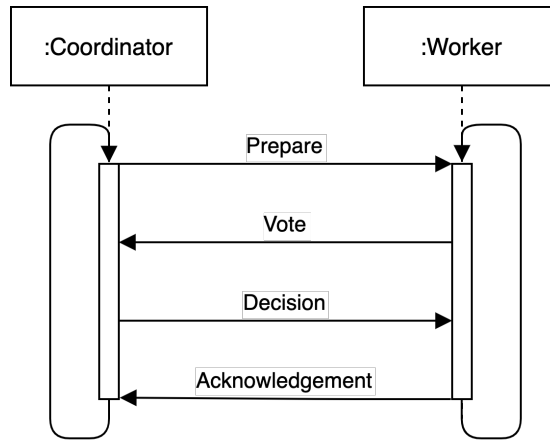 :Coordinator
:Worker
Prepare
Vote
Decision
Acknowledgement